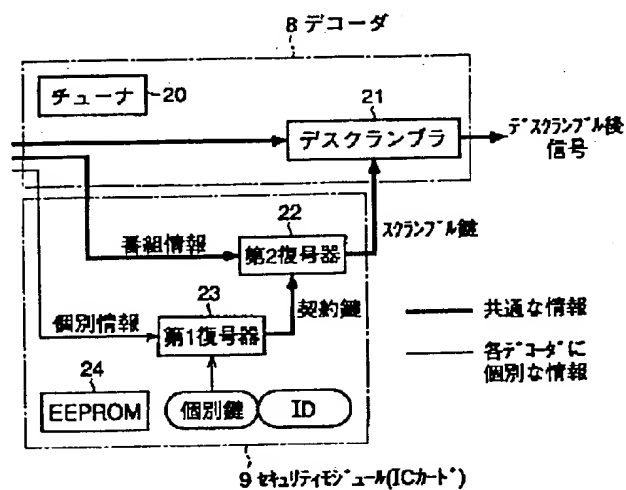 8 デコーダ
チューナ
20
21
デスクランブラ
デスクランブル後
信号
22
スクランブル鍵
番組情報
第2復号器
23
契約鍵
個別情報
第1復号器
共通な情報
各デコーダに
個別な情報
24
EEPROM
個別鍵
ID
9 セキュリティモジュール(ICカード)